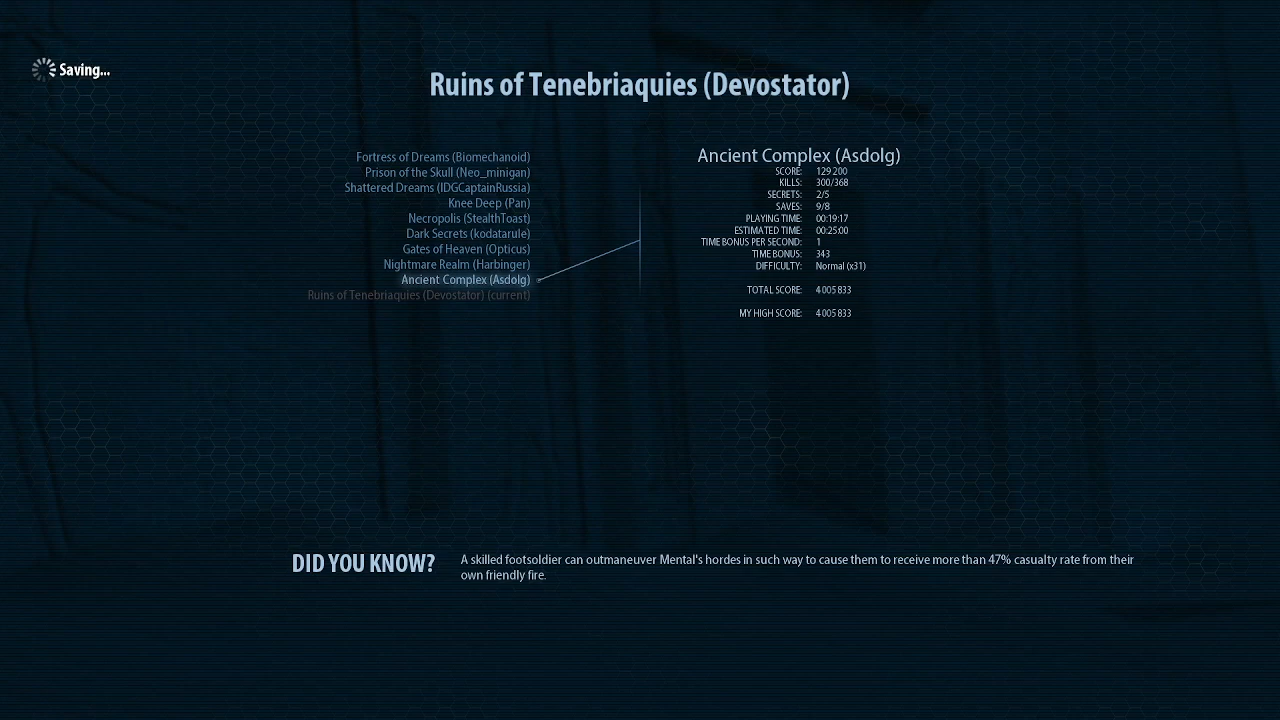 Saving...
Ruins of Tenebriaquies (Devostator)
Fortress of Dreams (Biomechanoid)
Prison of the Skull (Neo_minigan)
Shattered Dreams (IDGCaptainRussia)
Knee Deep (Pan)
Necropolis (StealthToast)
Dark Secrets (kodatarule)
Gates of Heaven (Opticus)
Nightmare Realm (Harbinger)
Ancient Complex (Asdolg)
Ruins of Tenebriaquies (Devostator) (current)
Ancient Complex (Asdolg)
SCORE: 129 200
KILLS: 300/368
SECRETS: 2/5
SAVES: 9/8
PLAYING TIME: 00:19:17
ESTIMATED TIME: 00:25:00
TIME BONUS PER SECOND: 1
TIME BONUS: 343
DIFFICULTY: Normal (x31)
TOTAL SCORE: 4 005 833
MY HIGH SCORE: 4 005 833
DID YOU KNOW?
A skilled footsoldier can outmaneuver Mental's hordes in such way to cause them to receive more than 47% casualty rate from their
own friendly fire.